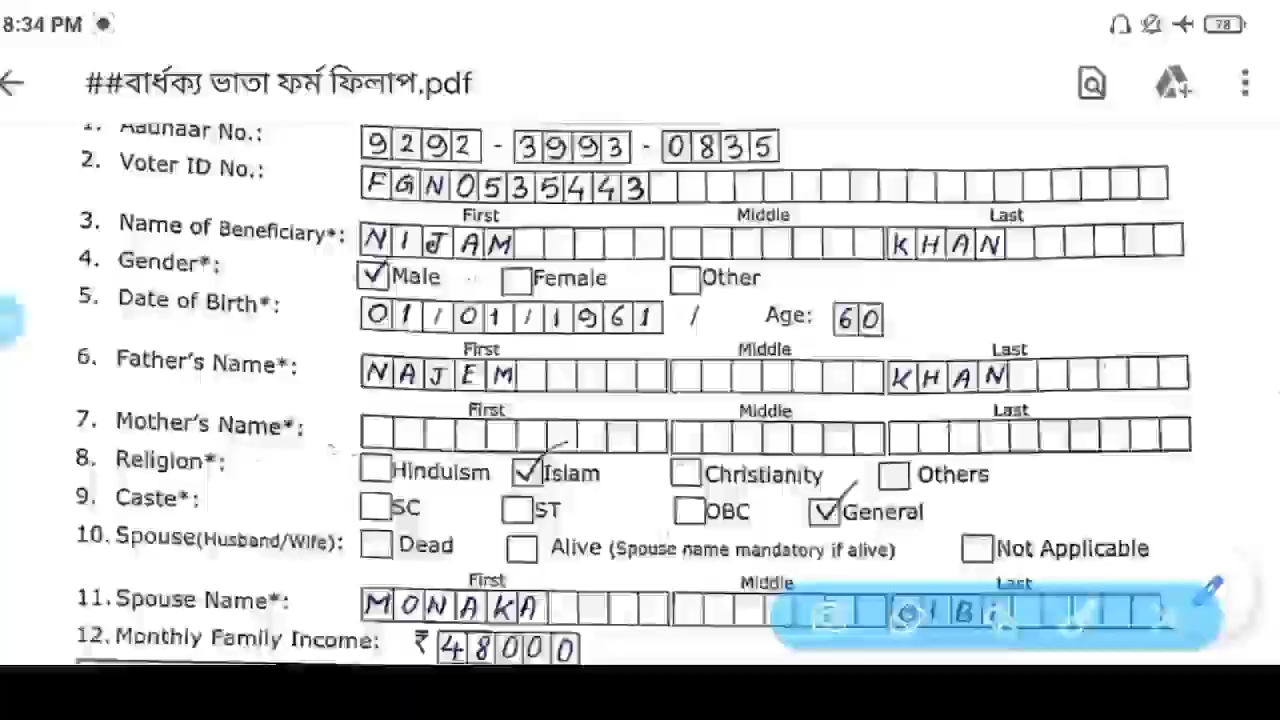 8:34 PM
78
##বার্ধক্য ভাতা ফর্ম ফিলাপ.pdf
1. Aadhaar No.: 9292 - 3993 - 0835
2. Voter ID No.: FGN0535443
First Middle Last
3. Name of Beneficiary*: NIJAM KHAN
4. Gender*: Male Female Other
5. Date of Birth*: 01/01/1961 / Age: 60
First Middle Last
6. Father's Name*: NAJEM KHAN
First Middle Last
7. Mother's Name*:
8. Religion*: Hinduism Islam Christianity Others
9. Caste*: SC ST OBC General
10. Spouse(Husband/Wife): Dead Alive (Spouse name mandatory if alive) Not Applicable
First Middle Last
11. Spouse Name*: MONAKA
12. Monthly Family Income: ₹ 48000